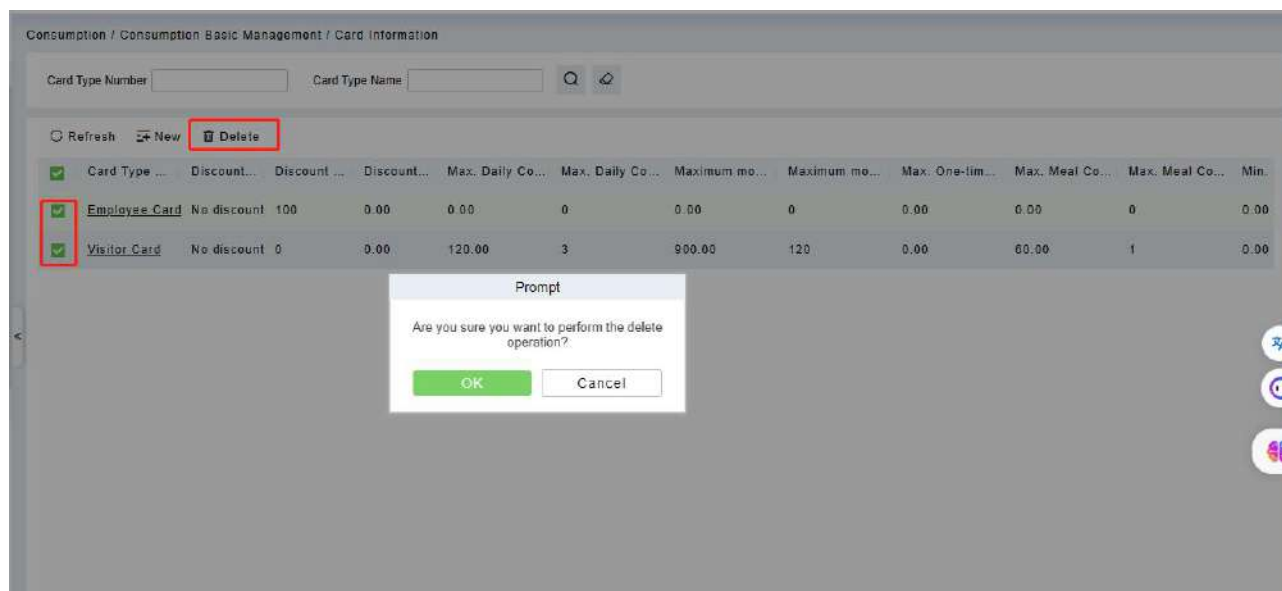 Consumption / Consumption Basic Management / Card Information
Card Type Number Card Type Name
Refresh New Delete
Card Type ... Discount... Discount ... Discount... Max. Daily Co... Max. Daily Co... Maximum mo... Maximum mo... Max. One-tim... Max. Meal Co... Max. Meal Co... Min.
Employee Card No discount 100 0.00 0.00 0 0.00 0 0.00 0.00 0 0.00
Visitor Card No discount 0 0.00 120.00 3 900.00 120 0.00 60.00 1 0.00
Prompt
Are you sure you want to perform the delete
operation?
OK Cancel